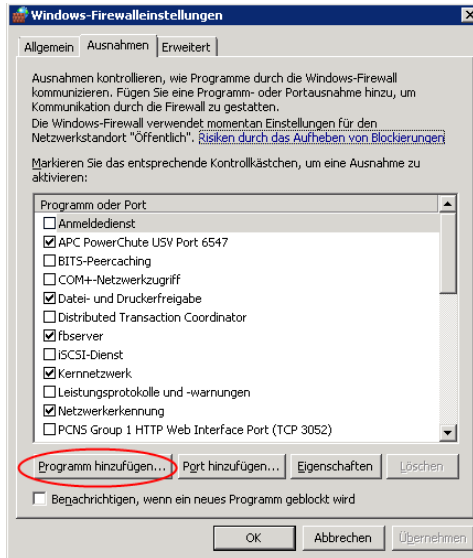 Windows-Firewalleinstellungen
Allgemein Ausnahmen Erweitert
Ausnahmen kontrollieren, wie Programme durch die Windows-Firewall
kommunizieren. Fügen Sie eine Programm- oder Portausnahme hinzu, um
Kommunikation durch die Firewall zu gestatten.
Die Windows-Firewall verwendet momentan Einstellungen für den
Netzwerkstandort "Öffentlich". Risiken durch das Aufheben von Blockierungen
Markieren Sie das entsprechende Kontrollkästchen, um eine Ausnahme zu
aktivieren:
Programm oder Port
Anmeldedienst
APC PowerChute USV Port 6547
BITS-Peercaching
COM+-Netzwerkzugriff
Datei- und Druckerfreigabe
Distributed Transaction Coordinator
fbserver
iSCSI-Dienst
Kernnetzwerk
Leistungsprotokolle und -warnungen
Netzwerkerkennung
PCNS Group 1 HTTP Web Interface Port (TCP 3052)
Programm hinzufügen... Port hinzufügen... Eigenschaften Löschen
Benachrichtigen, wenn ein neues Programm geblockt wird
OK Abbrechen Übernehmen